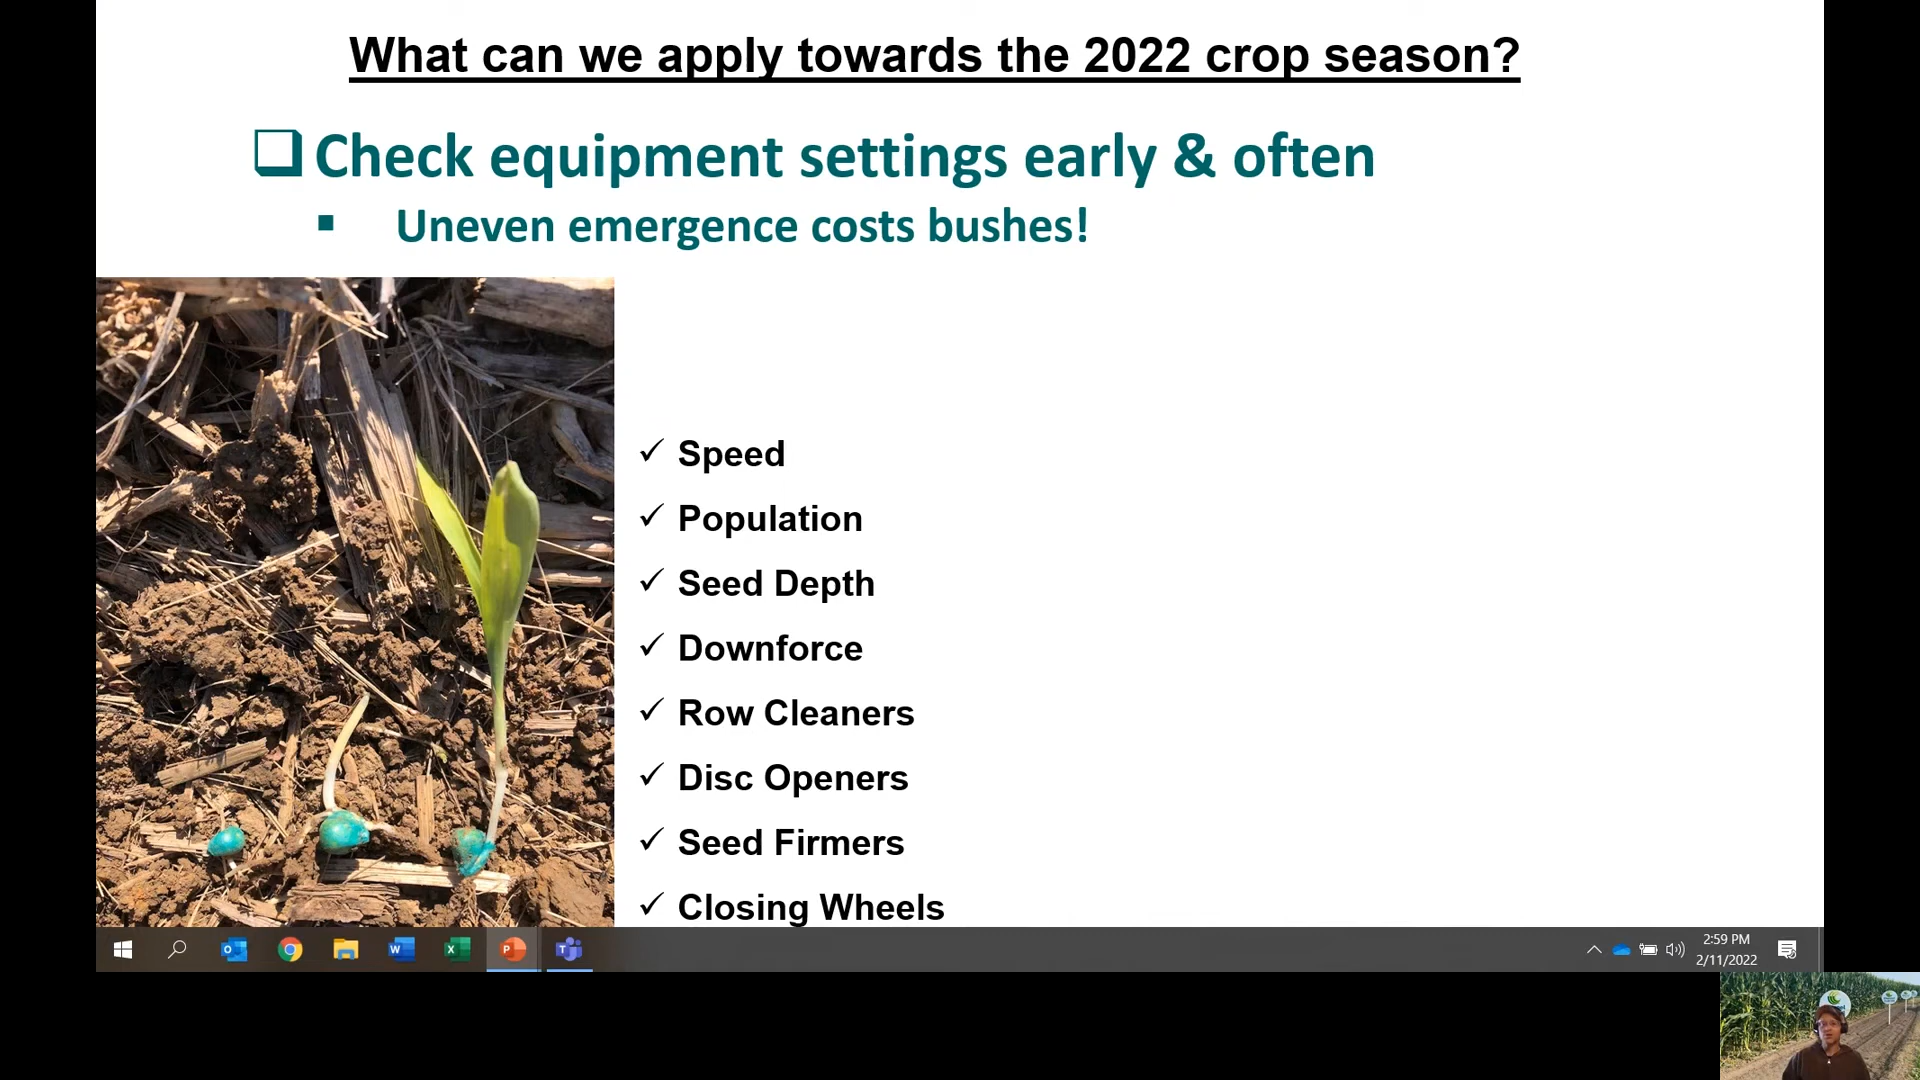 What can we apply towards the 2022 crop season?
Check equipment settings early & often
Uneven emergence costs bushes!
Speed
Population
Seed Depth
Downforce
Row Cleaners
Disc Openers
Seed Firmers
Closing Wheels
2:59 PM
2/11/2022